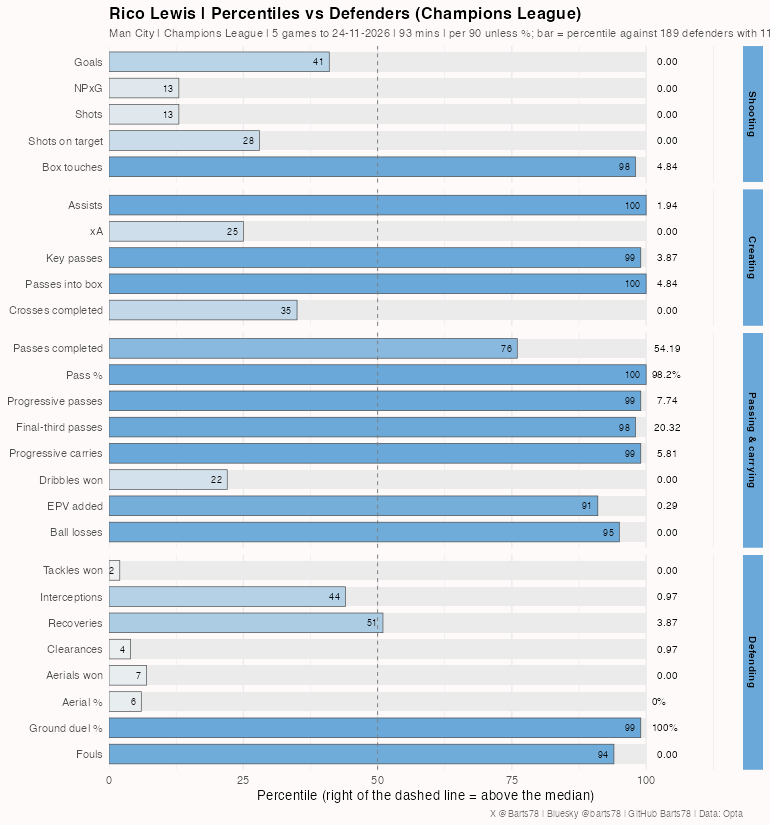 Rico Lewis | Percentiles vs Defenders (Champions League)
Man City | Champions League | 5 games to 24-11-2026 | 93 mins | per 90 unless %; bar = percentile against 189 defenders with 11
Goals 41 0.00
NPxG 13 0.00
Shots 13 0.00
Shots on target 28 0.00
Box touches 98 4.84
Shooting
Assists 100 1.94
xA 25 0.00
Key passes 99 3.87
Passes into box 100 4.84
Crosses completed 35 0.00
Creating
Passes completed 76 54.19
Pass % 100 98.2%
Progressive passes 99 7.74
Final-third passes 98 20.32
Progressive carries 99 5.81
Dribbles won 22 0.00
EPV added 91 0.29
Ball losses 95 0.00
Passing & carrying
Tackles won 2 0.00
Interceptions 44 0.97
Recoveries 51 3.87
Clearances 4 0.97
Aerials won 7 0.00
Aerial % 6 0%
Ground duel % 99 100%
Fouls 94 0.00
Defending
0 25 50 75 100
Percentile (right of the dashed line = above the median)
X @Barts78 | Bluesky @barts78 | GitHub Barts78 | Data: Opta